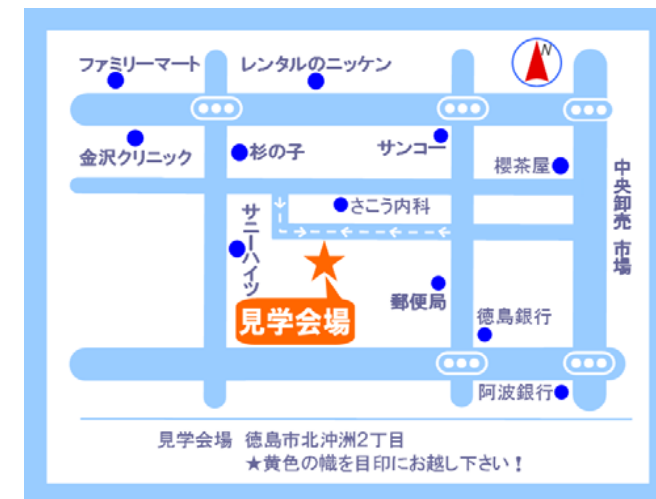 ファミリーマート
レンタルのニッケン
N
金沢クリニック
杉の子
サンコー
櫻茶屋
中央卸売市場
さこう内科
サニーハイツ
見学会場
郵便局
徳島銀行
阿波銀行
見学会場 徳島市北沖洲2丁目
★黄色の幟を目印にお越し下さい！